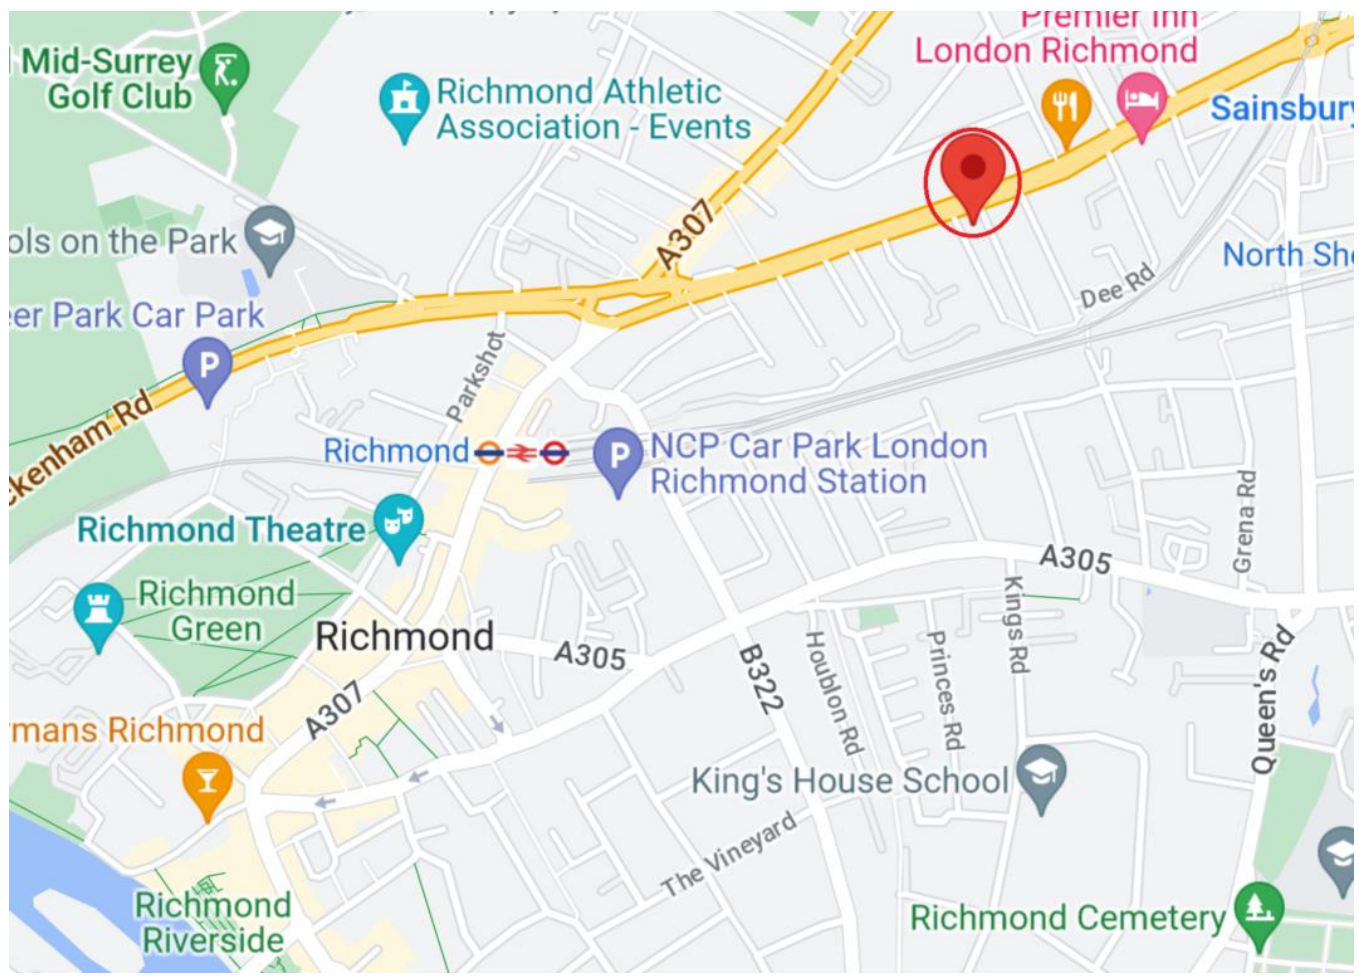 Premier Inn
London Richmond
Mid-Surrey
Golf Club
Richmond Athletic
Association - Events
Sainsbury
A307
ols on the Park
North Sh
Dee Rd
er Park Car Park
Parkshot
ckenham Rd
Richmond
P
P
NCP Car Park London
Richmond Station
Grena Rd
Richmond Theatre
A305
Richmond
Green
Kings Rd
Richmond
A305
Houblon Rd
Princes Rd
B322
Queen's Rd
A307
rmans Richmond
King's House School
The Vineyard
Richmond
Riverside
Richmond Cemetery